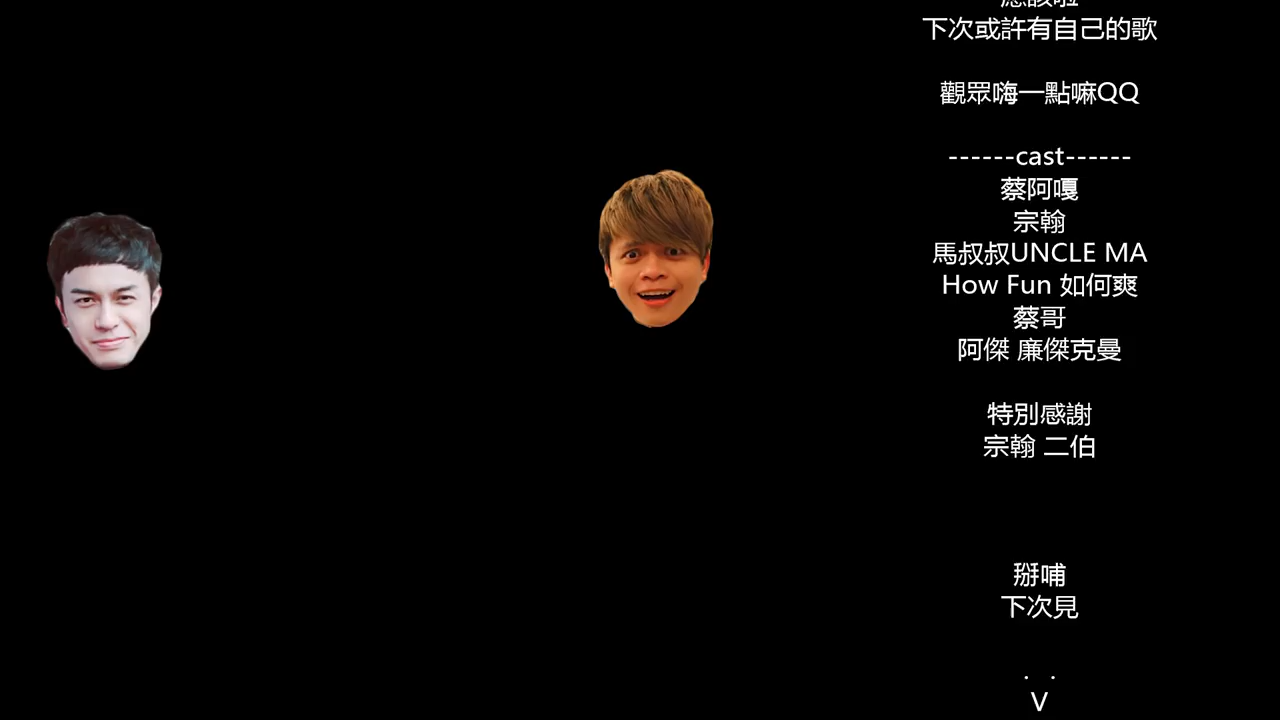 應該啦
下次或許有自己的歌
觀眾嗨一點嘛QQ
------cast------
蔡阿嘎
宗翰
馬叔叔UNCLE MA
How Fun 如何爽
蔡哥
阿傑 廉傑克曼
特別感謝
宗翰 二伯
掰哺
下次見
. .
V